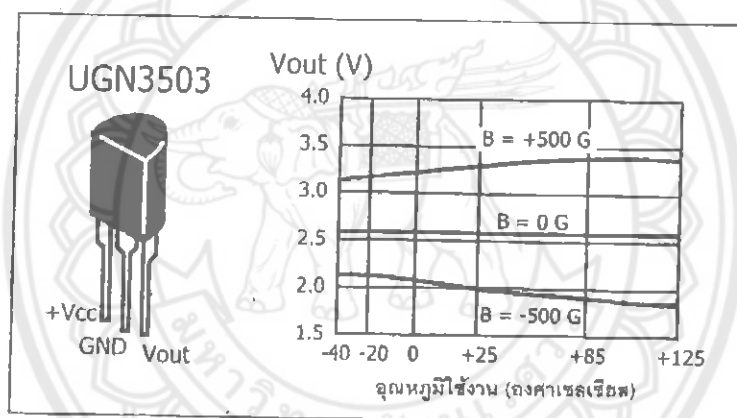 UGN3503
+Vcc
GND
Vout
Vout (V)
4.0
3.5
3.0
2.5
2.0
1.5
B = +500 G
B = 0 G
B = -500 G
-40 -20 0 +25 +85 +125
อุณหภูมิใช้งาน (องศาเซลเซียส)